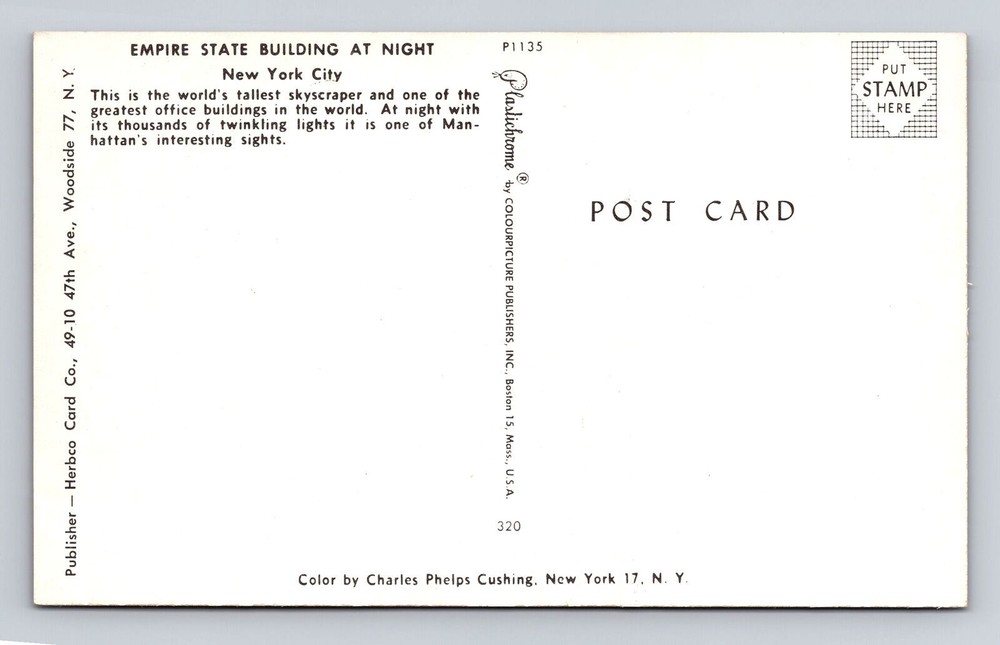 EMPIRE STATE BUILDING AT NIGHT
New York City
This is the world's tallest skyscraper and one of the
greatest office buildings in the world. At night with
its thousands of twinkling lights it is one of Man-
hattan's interesting sights.
Publisher — Herbco Card Co., 49-10 47th Ave., Woodside 77, N. Y.
P1135
Plastichrome ® by COLOURPICTURE PUBLISHERS, INC., Boston 15, Mass., U.S.A.
320
PUT
STAMP
HERE
POST CARD
Color by Charles Phelps Cushing, New York 17, N. Y.